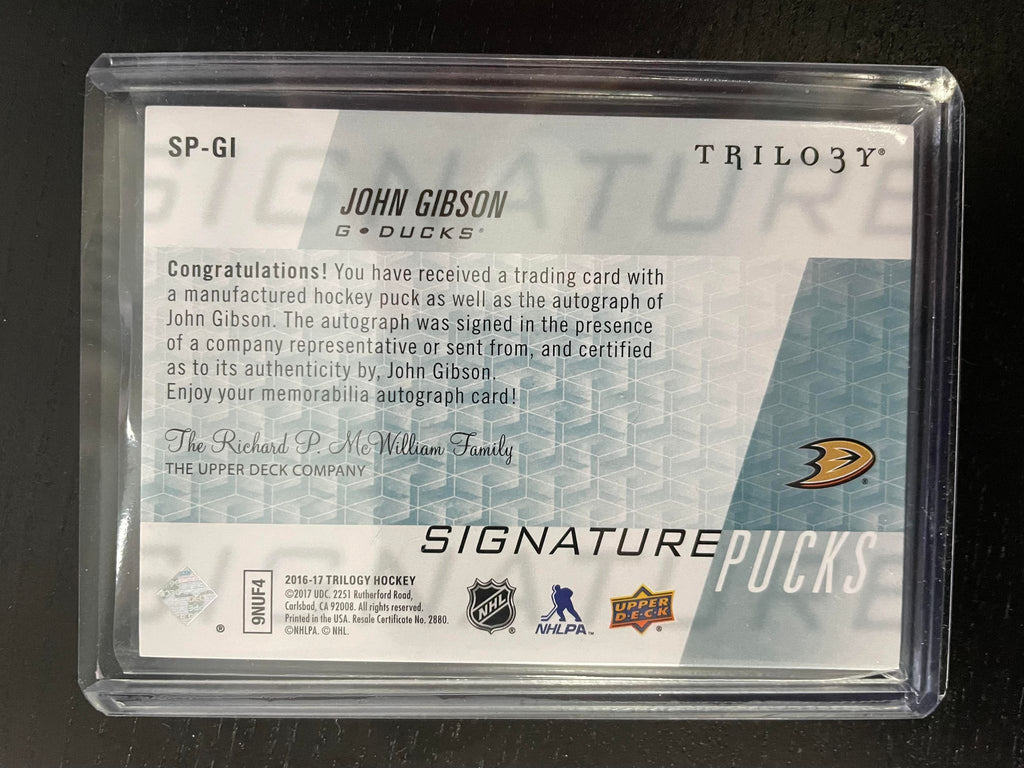 SP-GI
TRILO3Y®
JOHN GIBSON
G • DUCKS®
Congratulations! You have received a trading card with
a manufactured hockey puck as well as the autograph of
John Gibson. The autograph was signed in the presence
of a company representative or sent from, and certified
as to its authenticity by, John Gibson.
Enjoy your memorabilia autograph card!
The Richard P. McWilliam Family
THE UPPER DECK COMPANY
SIGNATURE PUCKS
9NUF4
2016-17 TRILOGY HOCKEY
©2017 UDC. 2251 Rutherford Road,
Carlsbad, CA 92008. All rights reserved.
Printed in the USA. Resale Certificate No. 2880.
©NHLPA. © NHL.
NHL®
NHLPA™
UPPER
DECK®
SIGNATURE
SIGNATURE